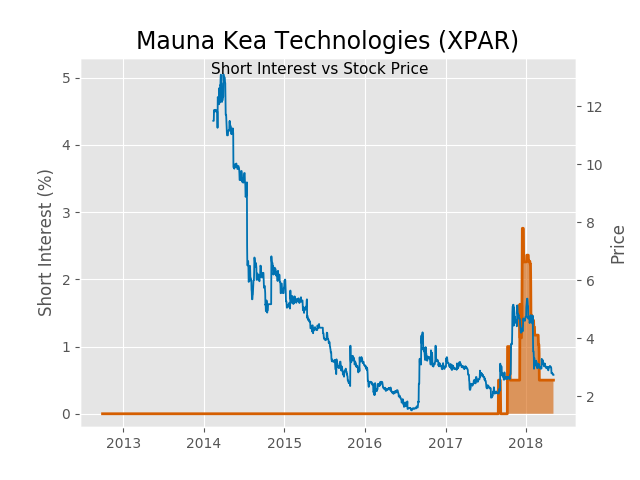 Mauna Kea Technologies (XPAR)
Short Interest vs Stock Price
Short Interest (%)
Price
5
4
3
2
1
0
12
10
8
6
4
2
2013 2014 2015 2016 2017 2018